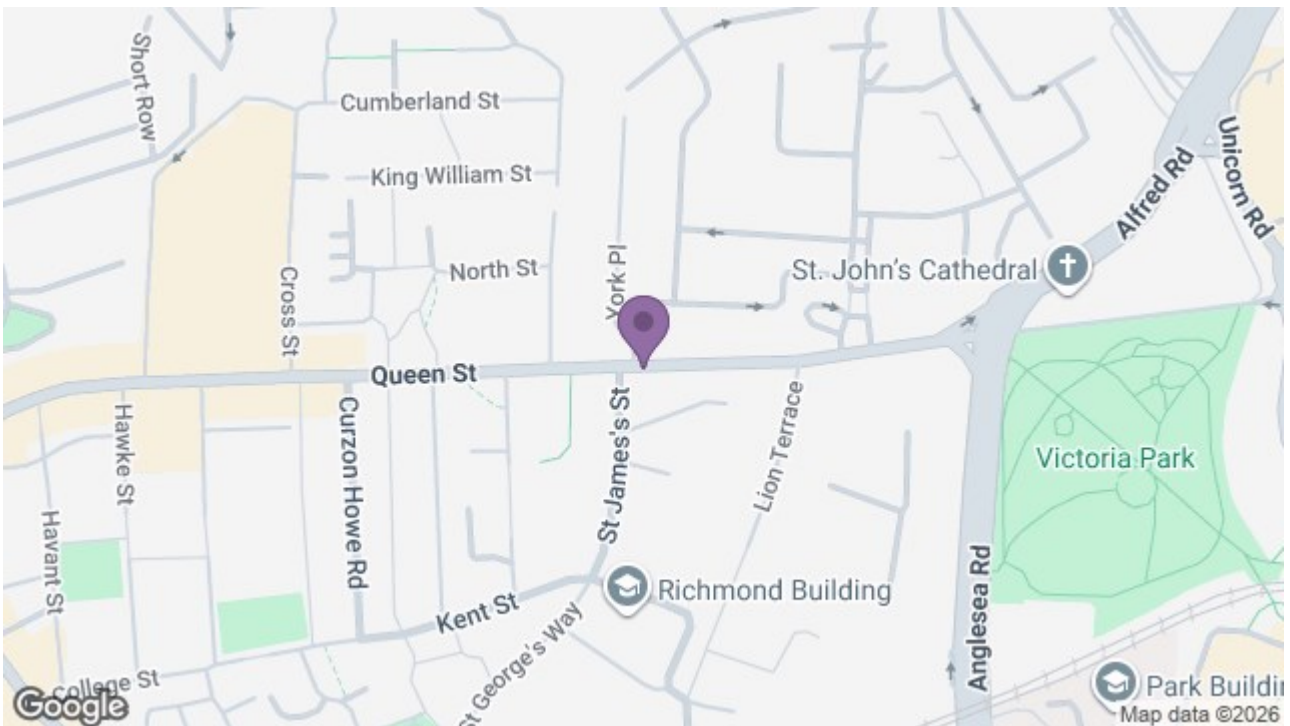 Short Row
Cumberland St
King William St
North St
Cross St
York Pl
St. John's Cathedral
Alfred Rd
Unicorn Rd
Queen St
Hawke St
Curzon Howe Rd
St James's St
Lion Terrace
Victoria Park
Havant St
Richmond Building
Anglesea Rd
Kent St
St George's Way
College St
Park Buildin
Google
Map data ©2026